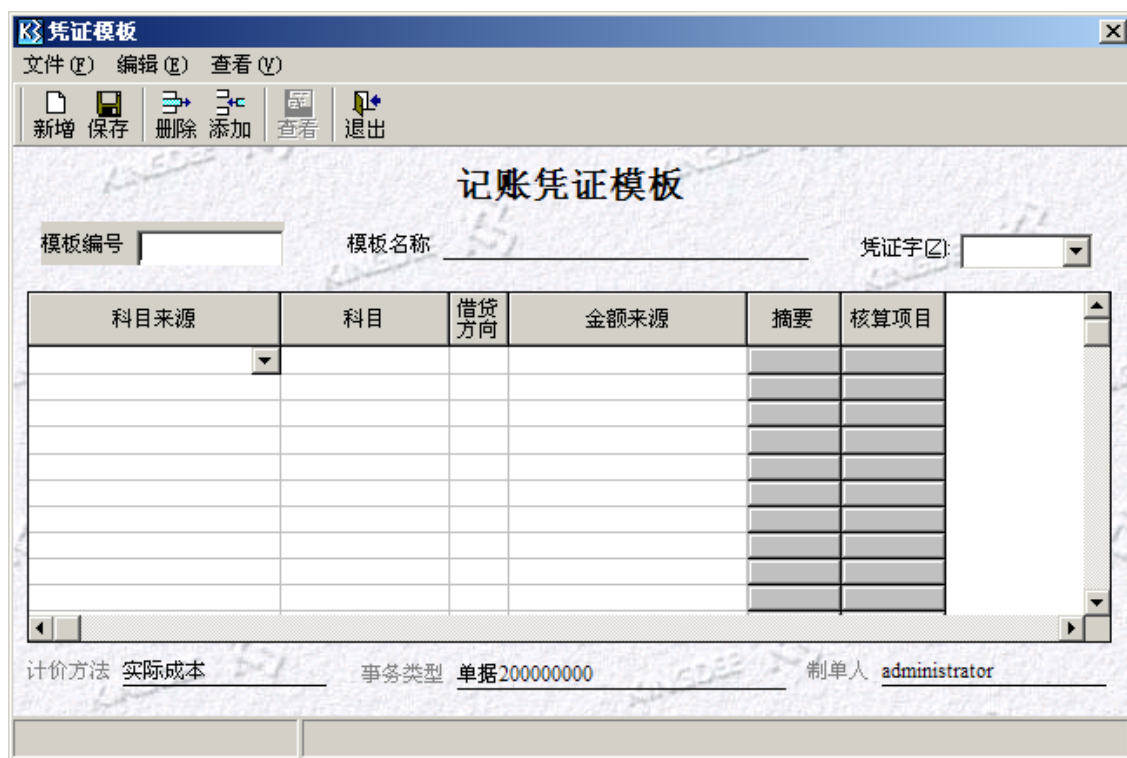 K3 凭证模板
文件(F) 编辑(E) 查看(V)
新增 保存 删除 添加 查看 退出
记账凭证模板
模板编号 模板名称 凭证字(Z):
科目来源 科目 借贷方向 金额来源 摘要 核算项目
计价方法 实际成本 事务类型 单据200000000 制单人 administrator
KINGDEE